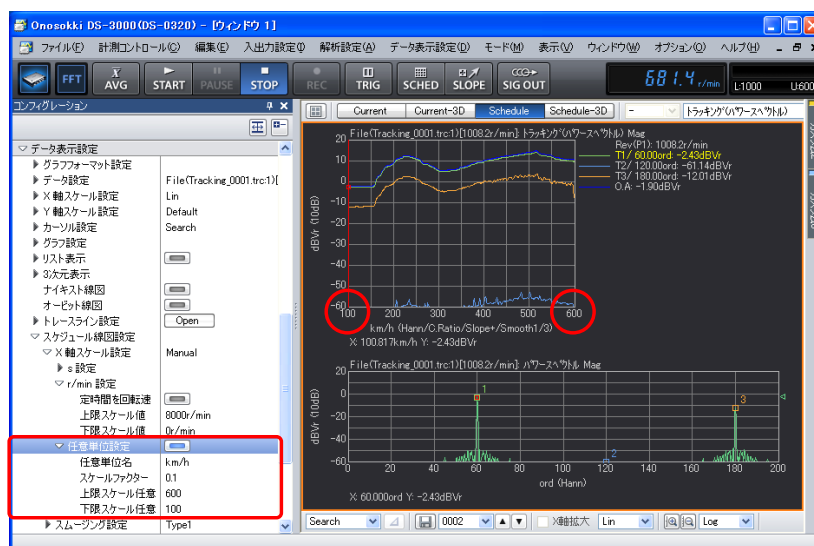 Onosokki DS-3000(DS-0320) - [ウィンドウ 1]
ファイル(F) 計測コントロール(C) 編集(E) 入出力設定(I) 解析設定(A) データ表示設定(D) モード(M) 表示(V) ウィンドウ(W) オプション(O) ヘルプ(H)
FFT X AVG START PAUSE STOP REC TRIG SCHED SLOPE SIG OUT 681.4 r/min L:1000 U:600
コンフィグレーション
Current Current-3D Schedule Schedule-3D - トラッキング(パワースペクトル)
データ表示設定
グラフフォーマット設定
データ設定 File(Tracking_0001.trc:1)[
X 軸スケール設定 Lin
Y 軸スケール設定 Default
カーソル設定 Search
グラフ設定
リスト表示
3次元表示
ナイキスト線図
オービット線図
トレースライン設定 Open
スケジュール線図設定
X 軸スケール設定 Manual
s 設定
r/min 設定
定時間を回転速
上限スケール値 8000r/min
下限スケール値 0r/min
任意単位設定
任意単位名 km/h
スケールファクター 0.1
上限スケール任意 600
下限スケール任意 100
スムージング設定 Type1
File(Tracking_0001.trc:1)[1008.2r/min]: トラッキング(パワースペクトル) Mag
Rev(P1): 1008.2r/min
T1/ 60.00ord: -2.43dBVr
T2/ 120.00ord: -61.14dBVr
T3/ 180.00ord: -12.01dBVr
O.A: -1.90dBVr
20
10
0
-10
-20
-30
-40
-50
-60
dBVr (10dB)
100 200 300 400 500 600
km/h (Hann/C.Ratio/Slope+/Smooth1/3)
X: 100.817km/h Y: -2.43dBVr
File(Tracking_0001.trc:1)[1008.2r/min]: パワースペクトル Mag
20
0
-20
-40
-60
dBVr (10dB)
1
2
3
0 20 40 60 80 100 120 140 160 180 200
ord (Hann)
X: 60.000ord Y: -2.43dBVr
Search 0002 X軸拡大 Lin Log